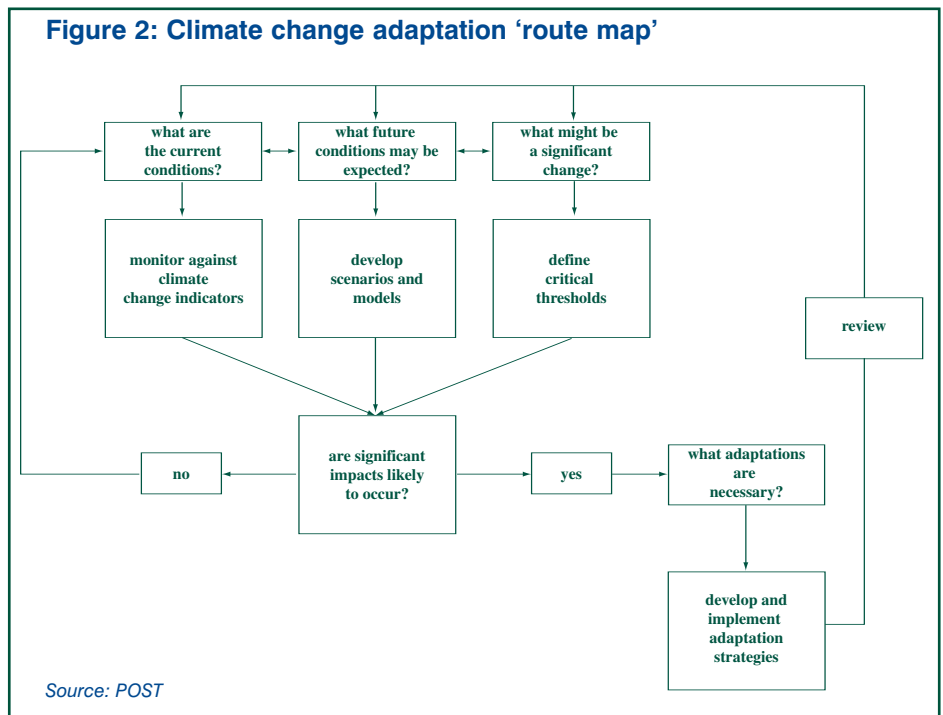 Figure 2: Climate change adaptation ‘route map’
what are
the current
conditions?
what future
conditions may be
expected?
what might be
a significant
change?
monitor against
climate
change indicators
develop
scenarios and
models
define
critical
thresholds
review
no
are significant
impacts likely
to occur?
yes
what adaptations
are
necessary?
develop and
implement
adaptation
strategies
Source: POST